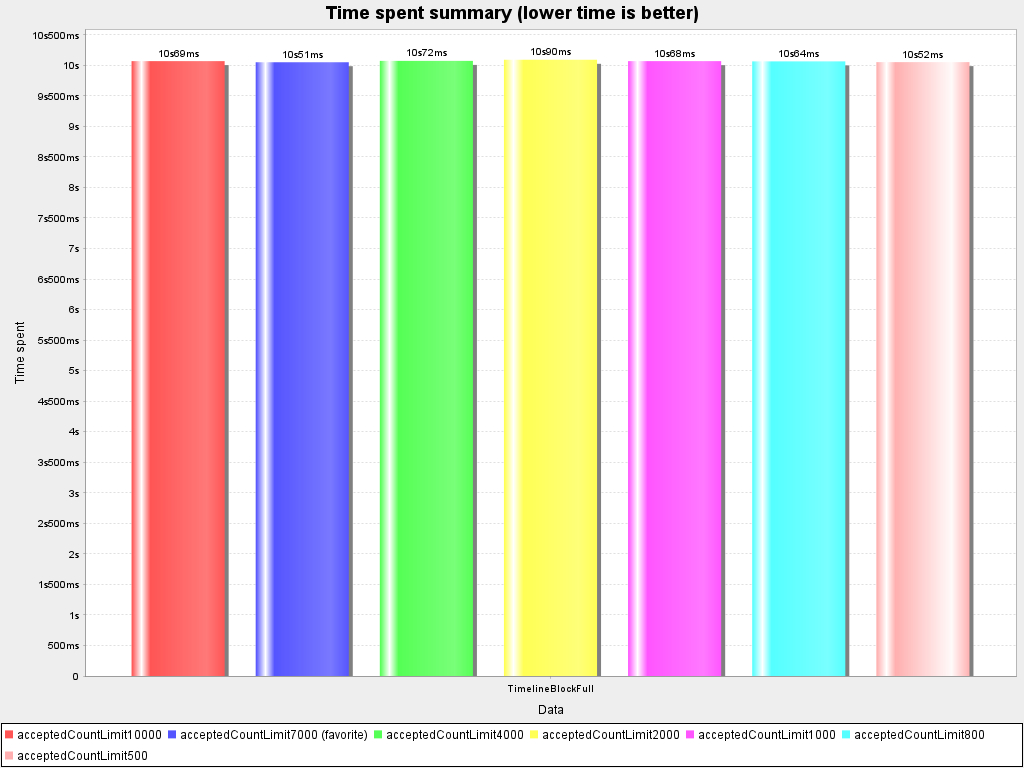 Time spent summary (lower time is better)
10s500ms
10s
9s500ms
9s
8s500ms
8s
7s500ms
7s
6s500ms
6s
5s500ms
5s
4s500ms
4s
3s500ms
3s
2s500ms
2s
1s500ms
1s
500ms
0
Time spent
10s69ms
10s51ms
10s72ms
10s90ms
10s68ms
10s64ms
10s52ms
TimelineBlockFull
Data
acceptedCountLimit10000 acceptedCountLimit7000 (favorite) acceptedCountLimit4000 acceptedCountLimit2000 acceptedCountLimit1000 acceptedCountLimit800
acceptedCountLimit500